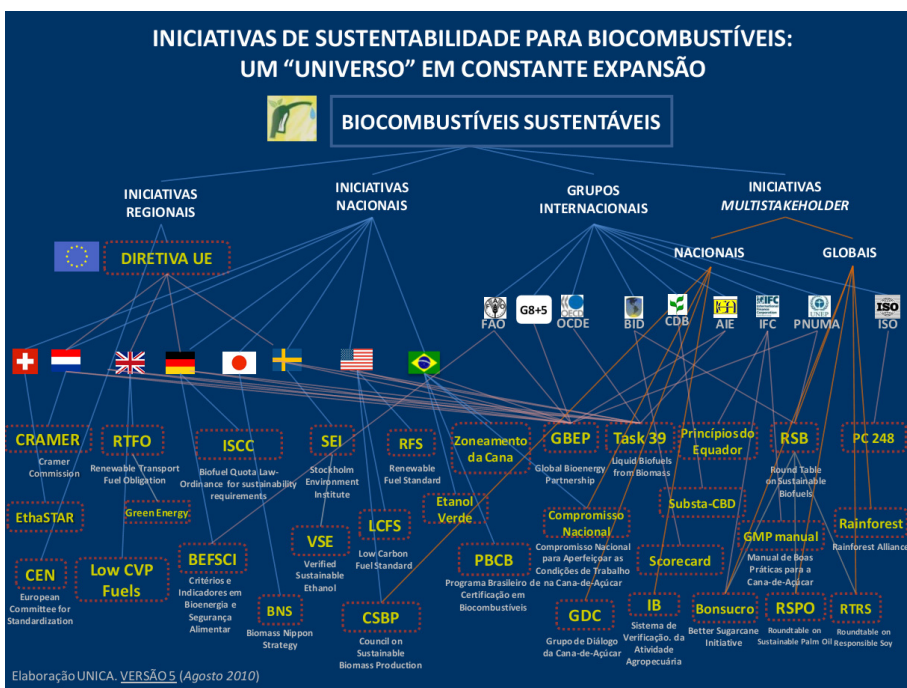 INICIATIVAS DE SUSTENTABILIDADE PARA BIOCOMBUSTÍVEIS:
UM “UNIVERSO” EM CONSTANTE EXPANSÃO
BIOCOMBUSTÍVEIS SUSTENTÁVEIS
INICIATIVAS
REGIONAIS
INICIATIVAS
NACIONAIS
GRUPOS
INTERNACIONAIS
INICIATIVAS
MULTISTAKEHOLDER
NACIONAIS
GLOBAIS
DIRETIVA UE
FAO
G8+5
OECD
OCDE
BID
CDB
AIE
IFC
IFC
UNEP
PNUMA
ISO
ISO
CRAMER
Cramer
Commission
RTFO
Renewable Transport
Fuel Obligation
ISCC
Biofuel Quota Law-
Ordinance for sustainability
requirements
SEI
Stockholm
Environment
Institute
RFS
Renewable
Fuel Standard
Zoneamento
da Cana
GBEP
Global Bioenergy
Partnership
Task 39
Liquid Biofuels
from Biomass
Princípios do
Equador
RSB
Round Table
on Sustainable
Biofuels
PC 248
EthaSTAR
Green Energy
LCFS
Low Carbon
Fuel Standard
Etanol
Verde
Compromisso
Nacional
Compromisso Nacional
para Aperfeiçoar as
Condições de Trabalho
na Cana-de-Açúcar
Substa-CBD
GMP manual
Manual de Boas
Práticas para a
Cana-de-Açúcar
Rainforest
Rainforest Alliance
CEN
European
Committee for
Standardization
Low CVP
Fuels
BEFSCI
Critérios e
Indicadores em
Bioenergia e
Segurança
Alimentar
VSE
Verified
Sustainable
Ethanol
PBCB
Programa Brasileiro de
Certificação em
Biocombustíveis
Scorecard
BNS
Biomass Nippon
Strategy
CSBP
Council on
Sustainable
Biomass Production
GDC
Grupo de Diálogo
da Cana-de-Açúcar
IB
Sistema de
Verificação. da
Atividade
Agropecuária
Bonsucro
Better Sugarcane
Initiative
RSPO
Roundtable on
Sustainable Palm Oil
RTRS
Roundtable on
Responsible Soy
Elaboração UNICA. VERSÃO 5 (Agosto 2010)